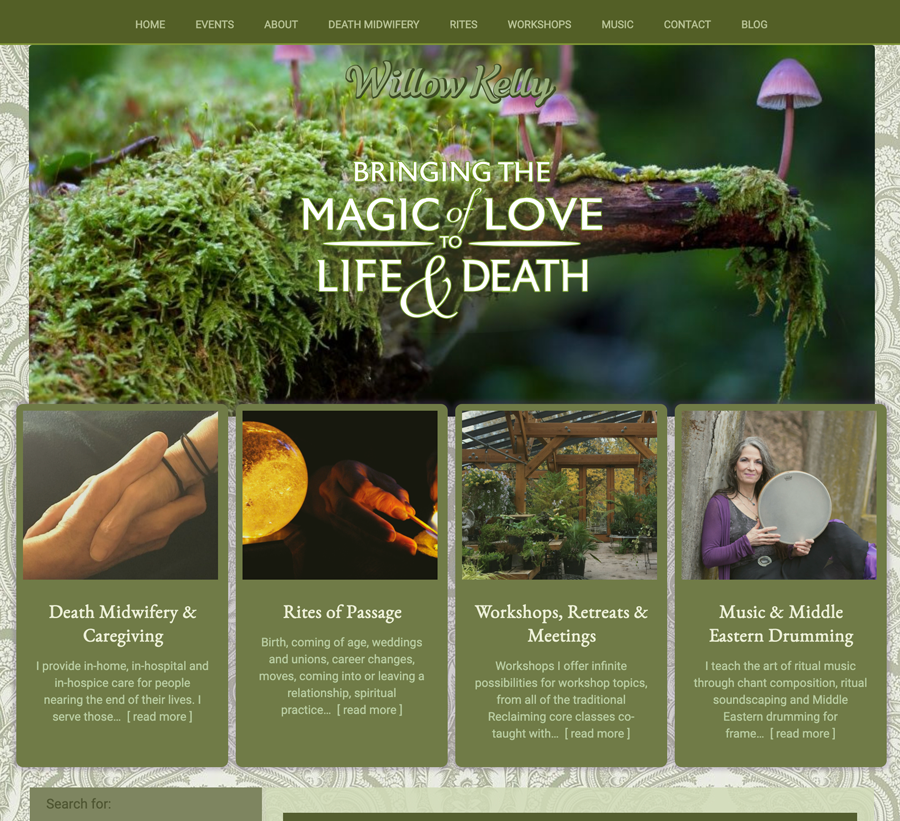 HOME EVENTS ABOUT DEATH MIDWIFERY RITES WORKSHOPS MUSIC CONTACT BLOG
Willow Kelly
BRINGING THE
MAGIC of LOVE
TO
LIFE & DEATH
Death Midwifery &
Caregiving
I provide in-home, in-hospital and
in-hospice care for people
nearing the end of their lives. I
serve those... [ read more ]
Rites of Passage
Birth, coming of age, weddings
and unions, career changes,
moves, coming into or leaving a
relationship, spiritual
practice... [ read more ]
Workshops, Retreats &
Meetings
Workshops I offer infinite
possibilities for workshop topics,
from all of the traditional
Reclaiming core classes co-
taught with... [ read more ]
Music & Middle
Eastern Drumming
I teach the art of ritual music
through chant composition, ritual
soundscaping and Middle
Eastern drumming for
frame... [ read more ]
Search for: